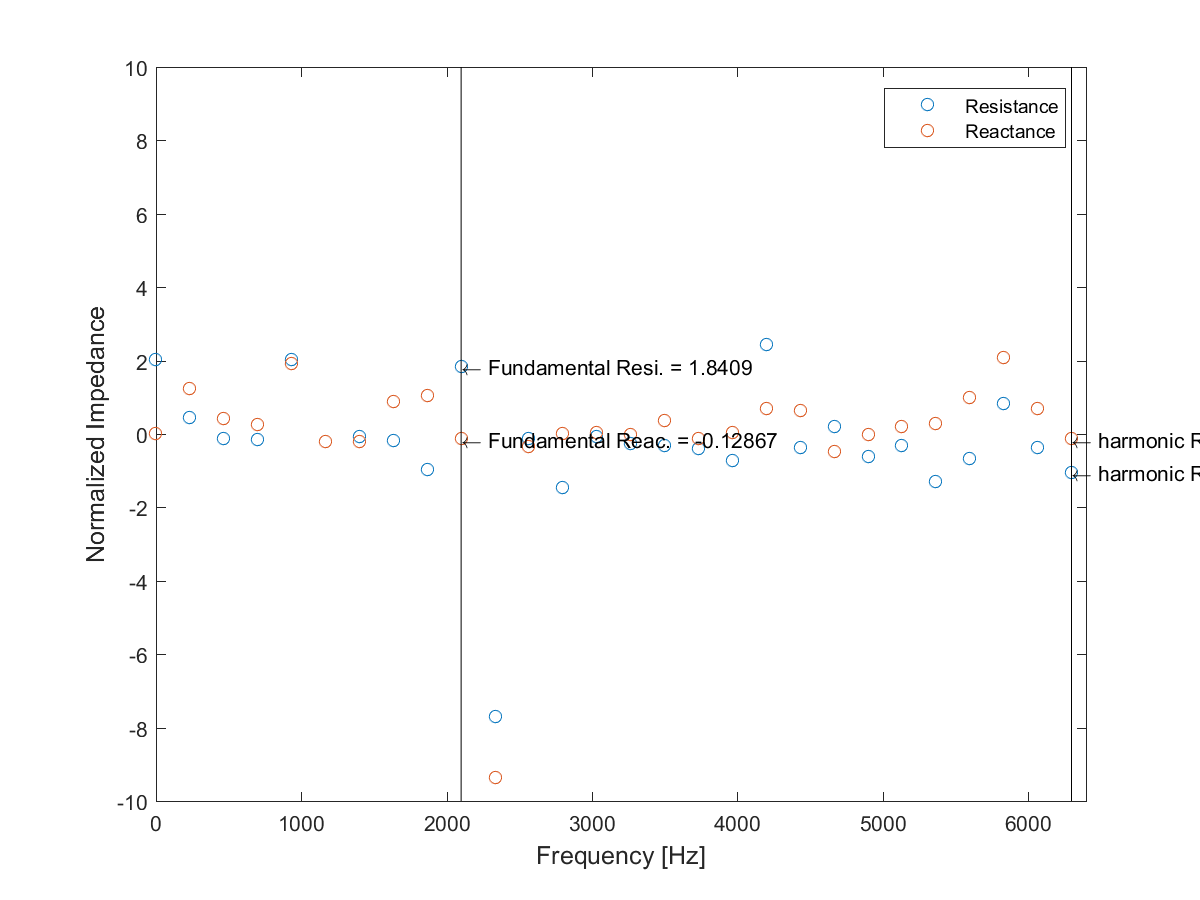 10
8
6
4
2
0
-2
-4
-6
-8
-10
Normalized Impedance
Resistance
Reactance
← Fundamental Resi. = 1.8409
← Fundamental Reac. = -0.12867
← harmonic R
← harmonic R
0 1000 2000 3000 4000 5000 6000
Frequency [Hz]